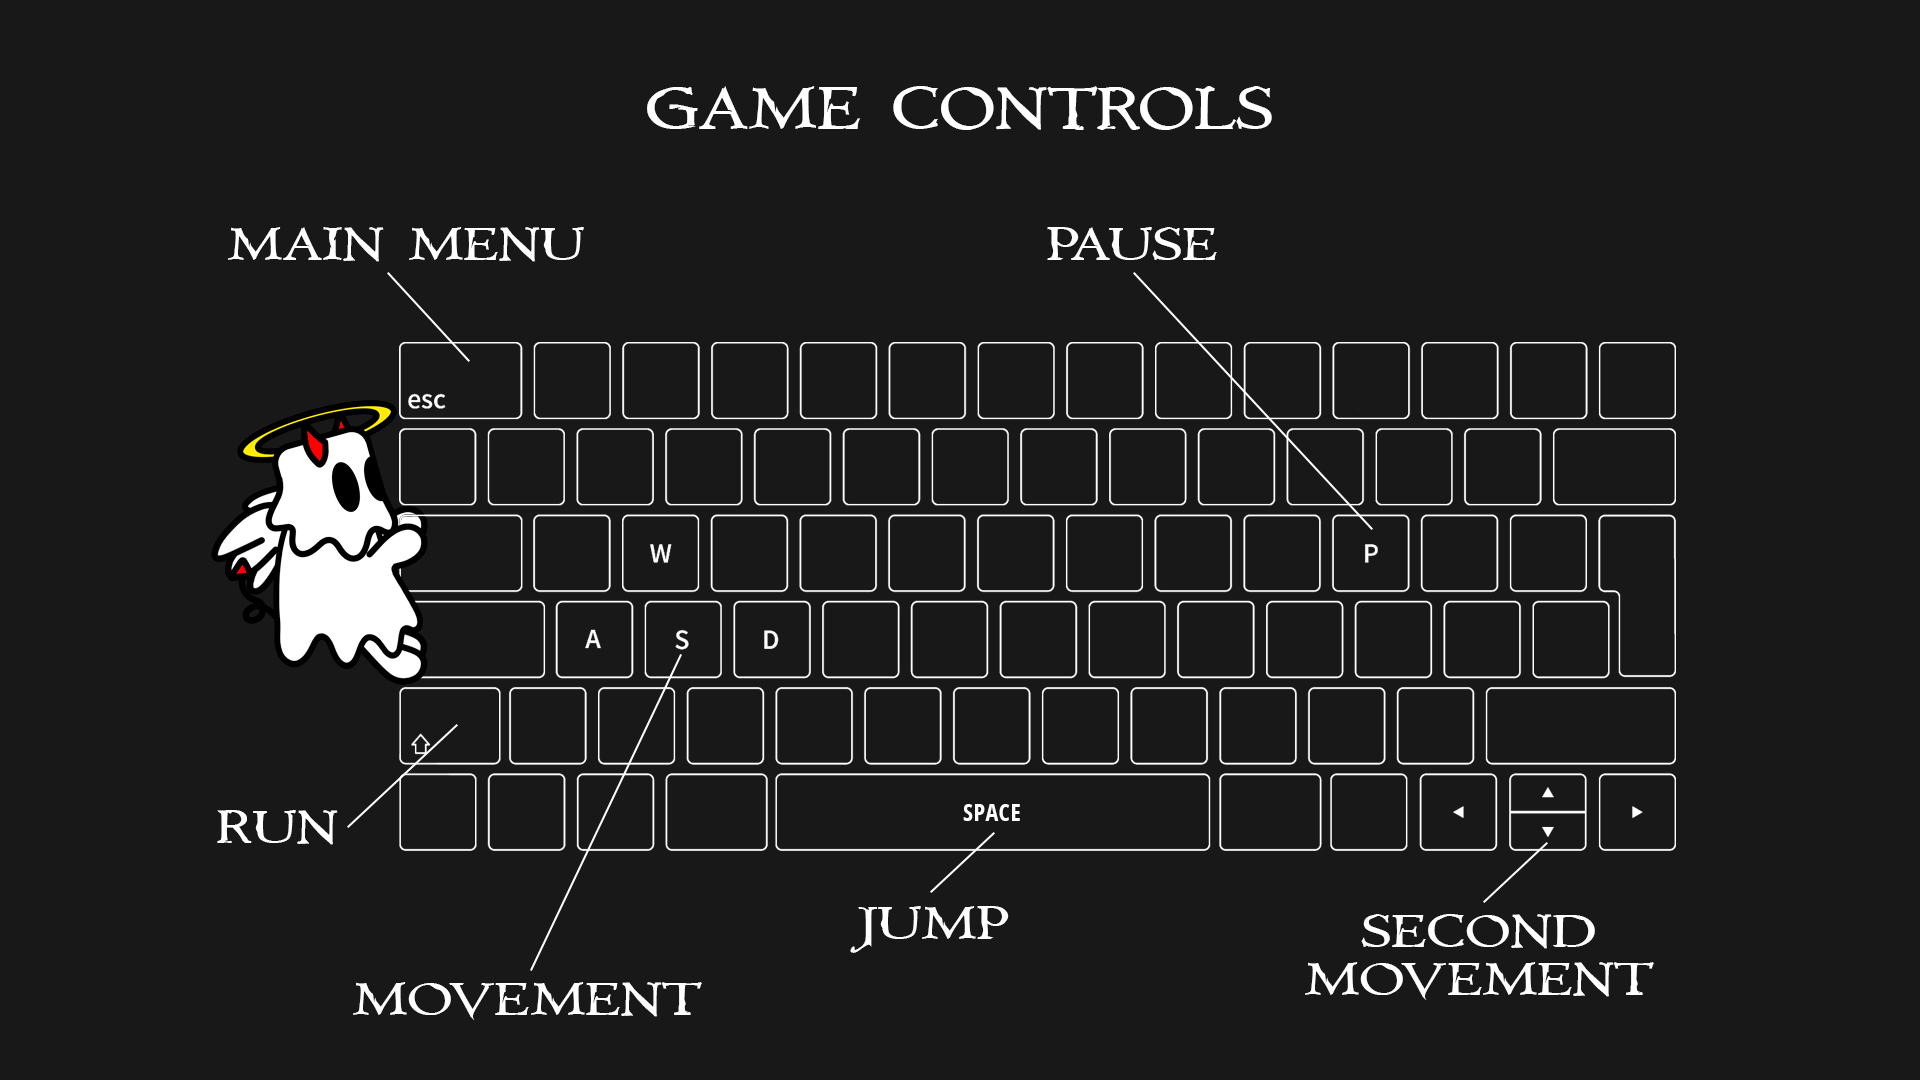 GAME CONTROLS
MAIN MENU
PAUSE
esc
W
P
A
S
D
SPACE
RUN
JUMP
SECOND
MOVEMENT
MOVEMENT